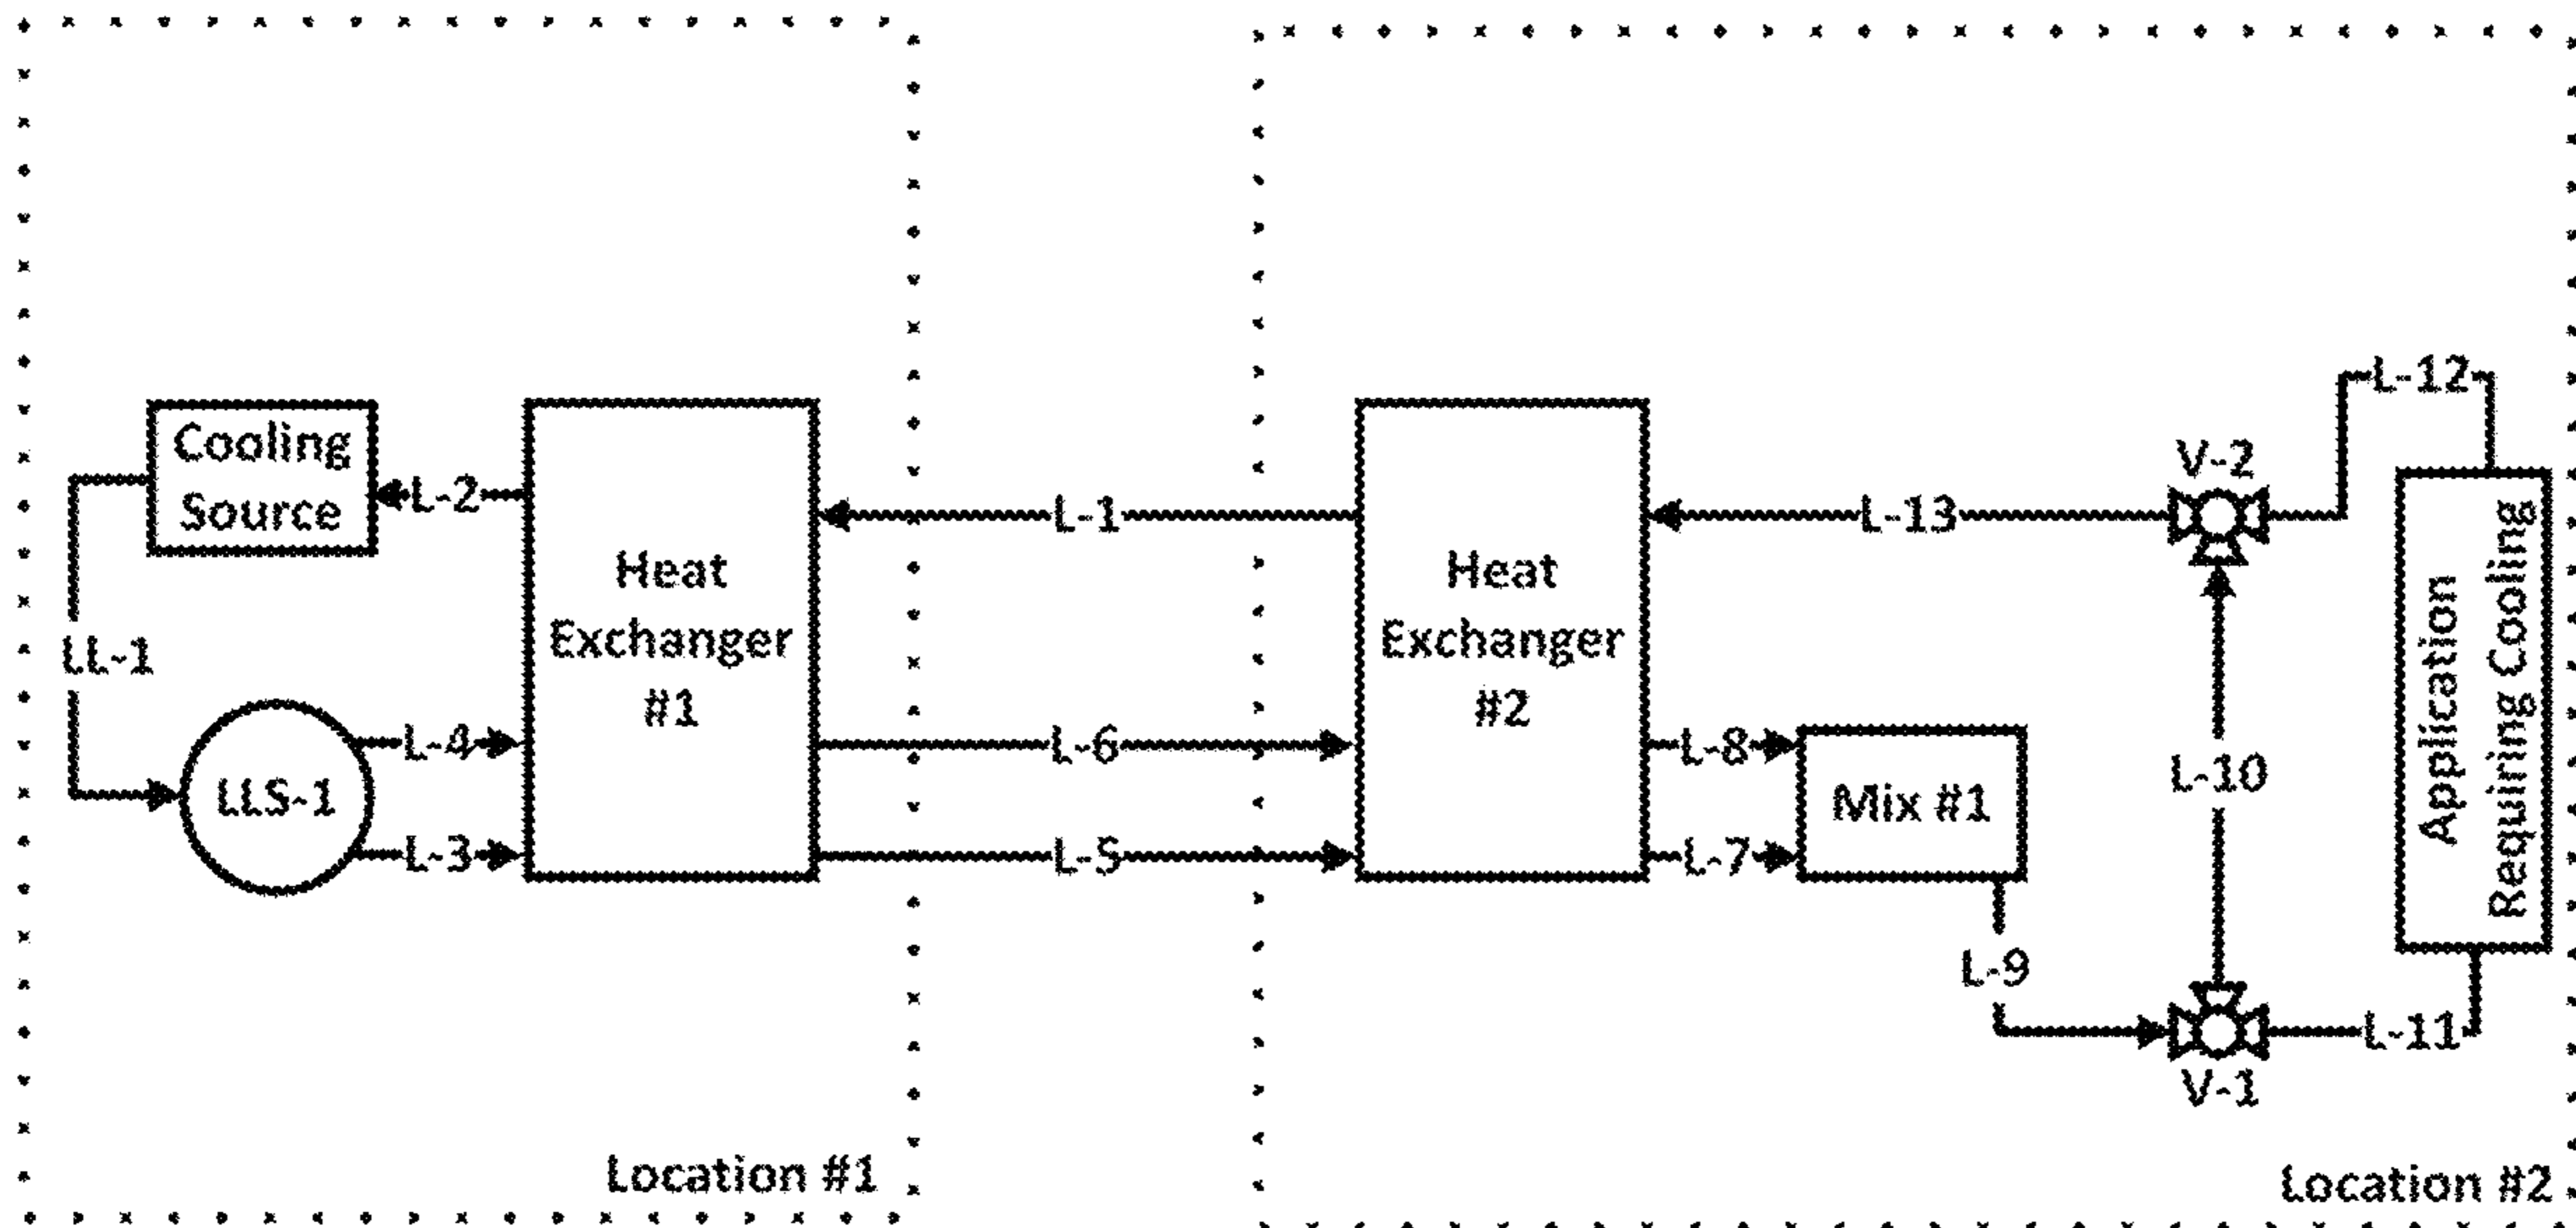 Cooling
Source
L-2
LL-1
LLS-1
L-4
L-3
Heat
Exchanger
#1
L-1
L-6
L-5
Location #1
Heat
Exchanger
#2
L-13
L-8
L-7
Mix #1
L-9
V-2
L-12
L-10
V-1
L-11
Application
Requiring Cooling
Location #2